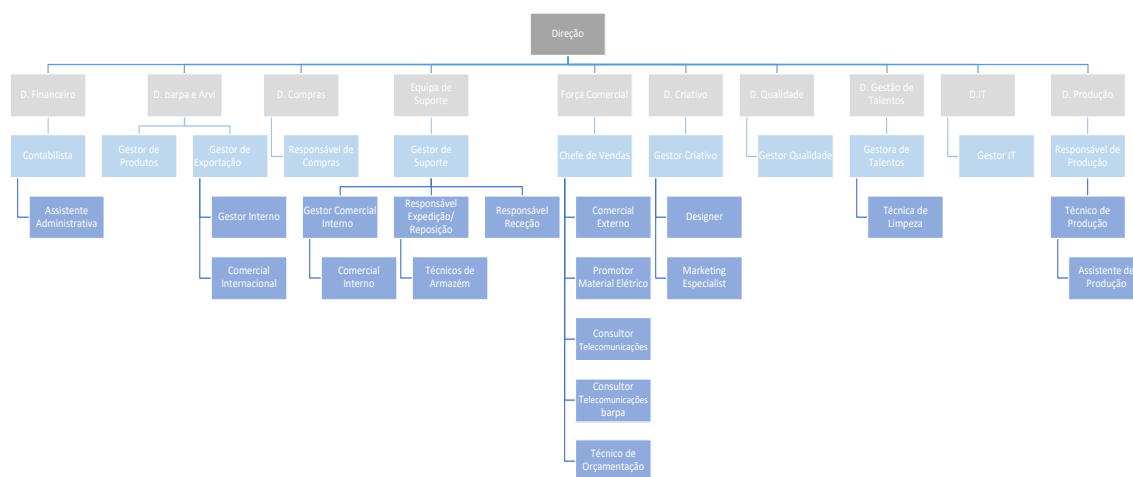 Direção
D. Financeiro
D. barpa e Arvi
D. Compras
Equipa de
Suporte
Força Comercial
D. Criativo
D. Qualidade
D. Gestão de
Talentos
D.IT
D. Produção
Contabilista
Gestor de
Produtos
Gestor de
Exportação
Responsável de
Compras
Gestor de
Suporte
Chefe de Vendas
Gestor Criativo
Gestor Qualidade
Gestora de
Talentos
Gestor IT
Responsável
de Produção
Assistente
Administrativa
Gestor Interno
Gestor Comercial
Interno
Responsável
Expedição/
Reposição
Responsável
Receção
Comercial
Externo
Designer
Técnica de
Limpeza
Técnico de
Produção
Comercial
Internacional
Comercial
Interno
Técnicos de
Armazém
Promotor
Material Elétrico
Marketing
Especialist
Assistente de
Produção
Consultor
Telecomunicações
Consultor
Telecomunicações
barpa
Técnico de
Orçamentação